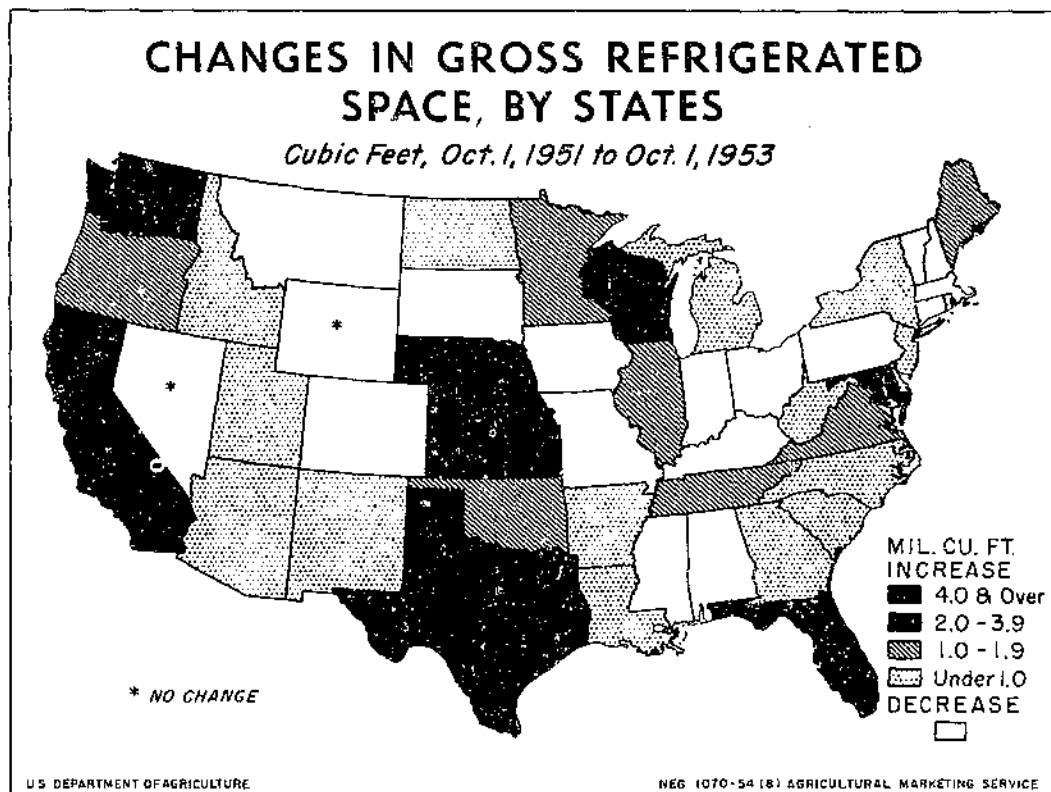 CHANGES IN GROSS REFRIGERATED
SPACE, BY STATES
Cubic Feet, Oct. 1, 1951 to Oct. 1, 1953
*
*
MIL. CU. FT.
INCREASE
4.0 & Over
2.0 - 3.9
1.0 - 1.9
Under 1.0
DECREASE
* NO CHANGE
U.S. DEPARTMENT OF AGRICULTURE
NEG 1070-54 (8) AGRICULTURAL MARKETING SERVICE